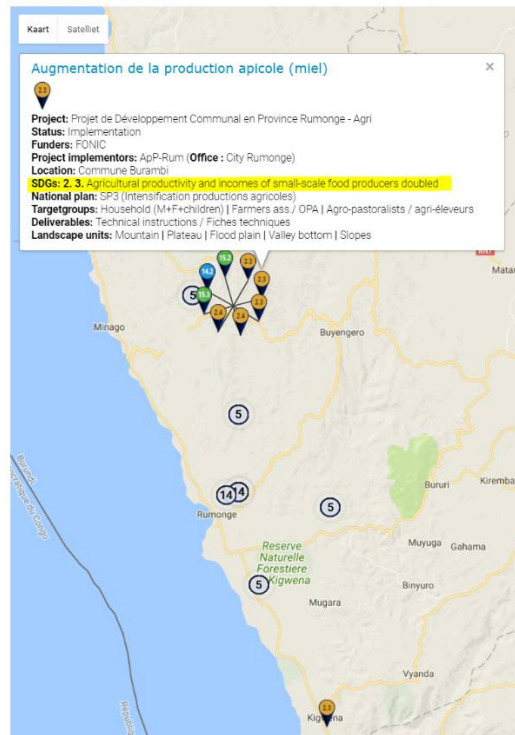 Kaart Satelliet
Augmentation de la production apicole (miel) ×
2.3
Project: Projet de Développement Communal en Province Rumonge - Agri
Status: Implementation
Funders: FONIC
Project implementors: ApP-Rum (Office : City Rumonge)
Location: Commune Burambi
SDGs: 2. 3. Agricultural productivity and incomes of small-scale food producers doubled
National plan: SP3 (Intensification productions agricoles)
Targetgroups: Household (M+F+children) | Farmers ass./ OPA | Agro-pastoralists / agri-éleveurs
Deliverables: Technical instructions / Fiches techniques
Landscape units: Mountain | Plateau | Flood plain | Valley bottom | Slopes
Matai
15.2
2.3
14.2
2.3
5
15.3
2.3
2.4
2.4
Minago
Buyengero
5
Burundi
14
14
Bururi
Kiremba
Rumonge
5
Reserve
Naturelle
Forestiere
Kigwena
Muyuga
Gahama
5
Binyuro
Mugara
Vyanda
2.3